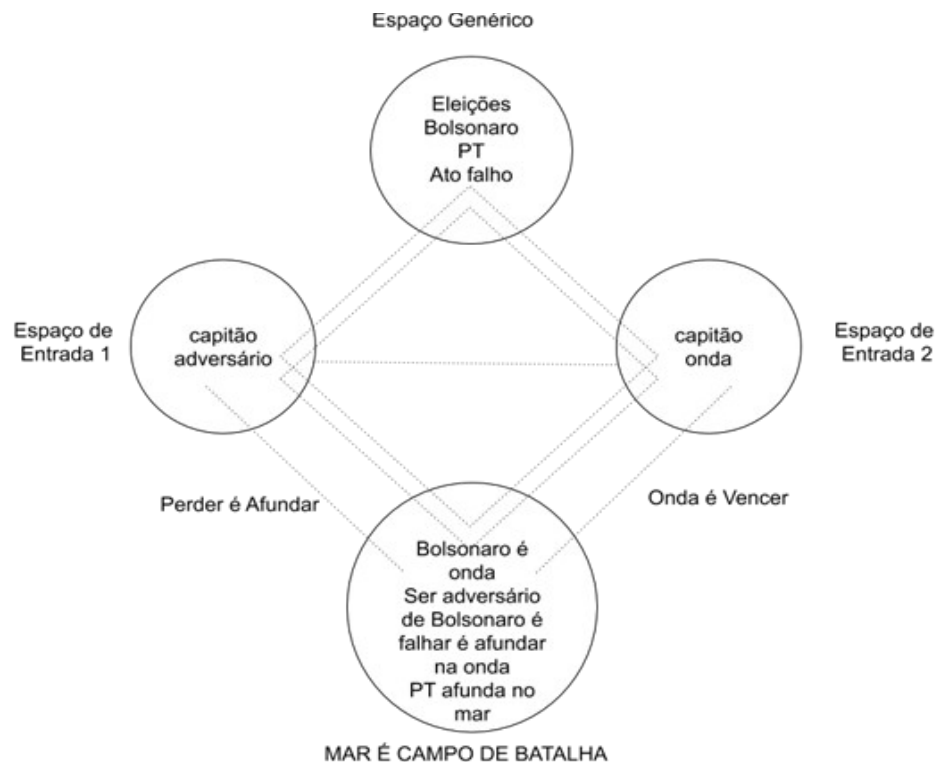 Espaço Genérico
Eleições
Bolsonaro
PT
Ato falho
Espaço de
Entrada 1
capitão
adversário
capitão
onda
Espaço de
Entrada 2
Perder é Afundar
Onda é Vencer
Bolsonaro é
onda
Ser adversário
de Bolsonaro é
falhar é afundar
na onda
PT afunda no
mar
MAR É CAMPO DE BATALHA